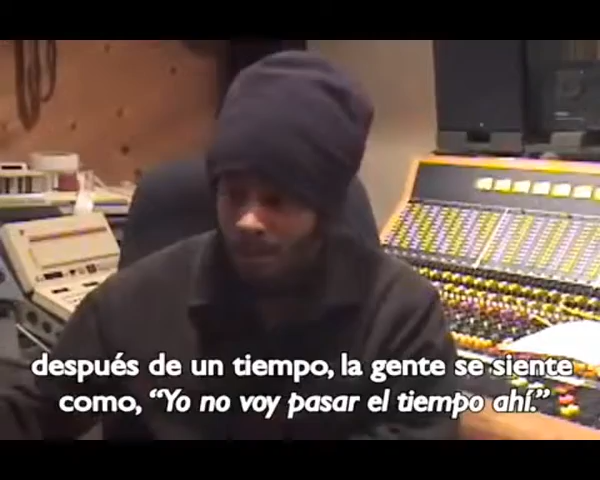 después de un tiempo, la gente se siente
como, “Yo no voy pasar el tiempo ahí.”